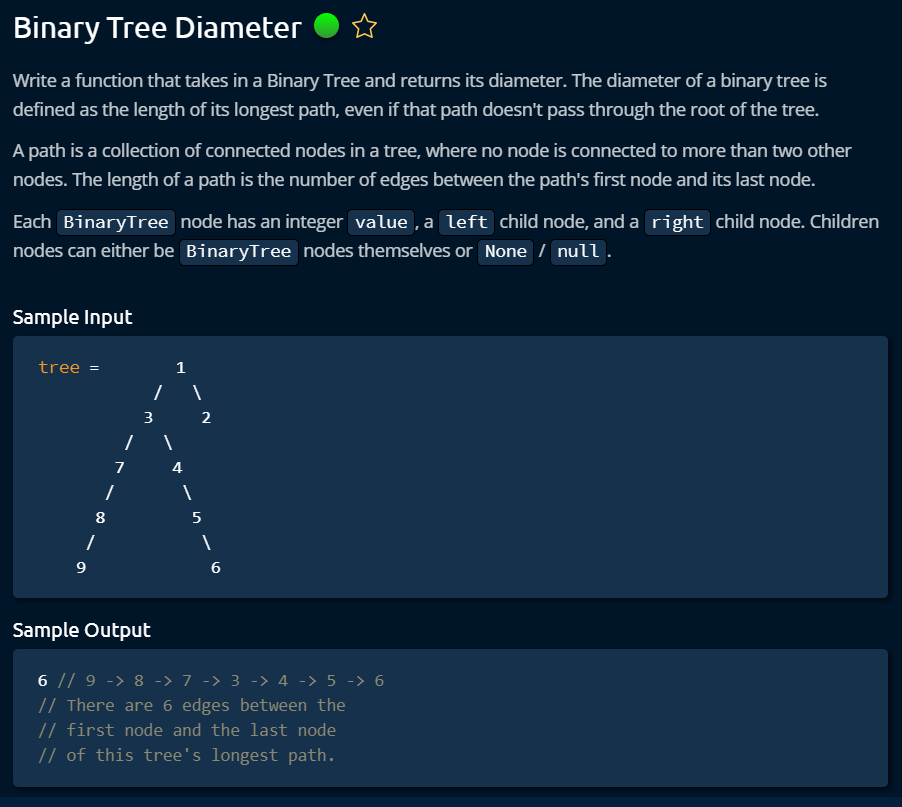 Binary Tree Diameter
Write a function that takes in a Binary Tree and returns its diameter. The diameter of a binary tree is
defined as the length of its longest path, even if that path doesn't pass through the root of the tree.
A path is a collection of connected nodes in a tree, where no node is connected to more than two other
nodes. The length of a path is the number of edges between the path's first node and its last node.
Each BinaryTree node has an integer value, a left child node, and a right child node. Children
nodes can either be BinaryTree nodes themselves or None / null.
Sample Input
tree =        1
            /   \
           3     2
         /   \
        7     4
       /       \
      8         5
     /           \
    9             6
Sample Output
6 // 9 -> 8 -> 7 -> 3 -> 4 -> 5 -> 6
// There are 6 edges between the
// first node and the last node
// of this tree's longest path.